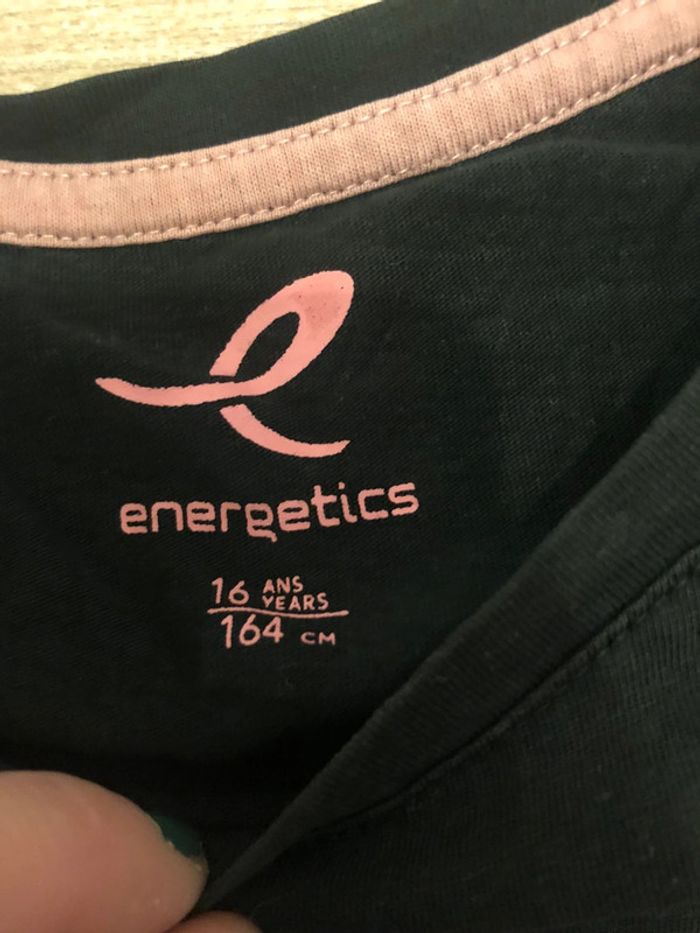 energetics
16 ANS
YEARS
164 CM